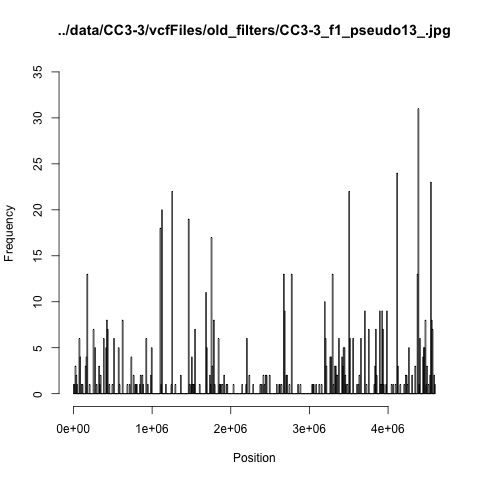 ../data/CC3-3/vcfFiles/old_filters/CC3-3_f1_pseudo13_.jpg
Frequency
35
30
25
20
15
10
5
0
0e+00 1e+06 2e+06 3e+06 4e+06
Position